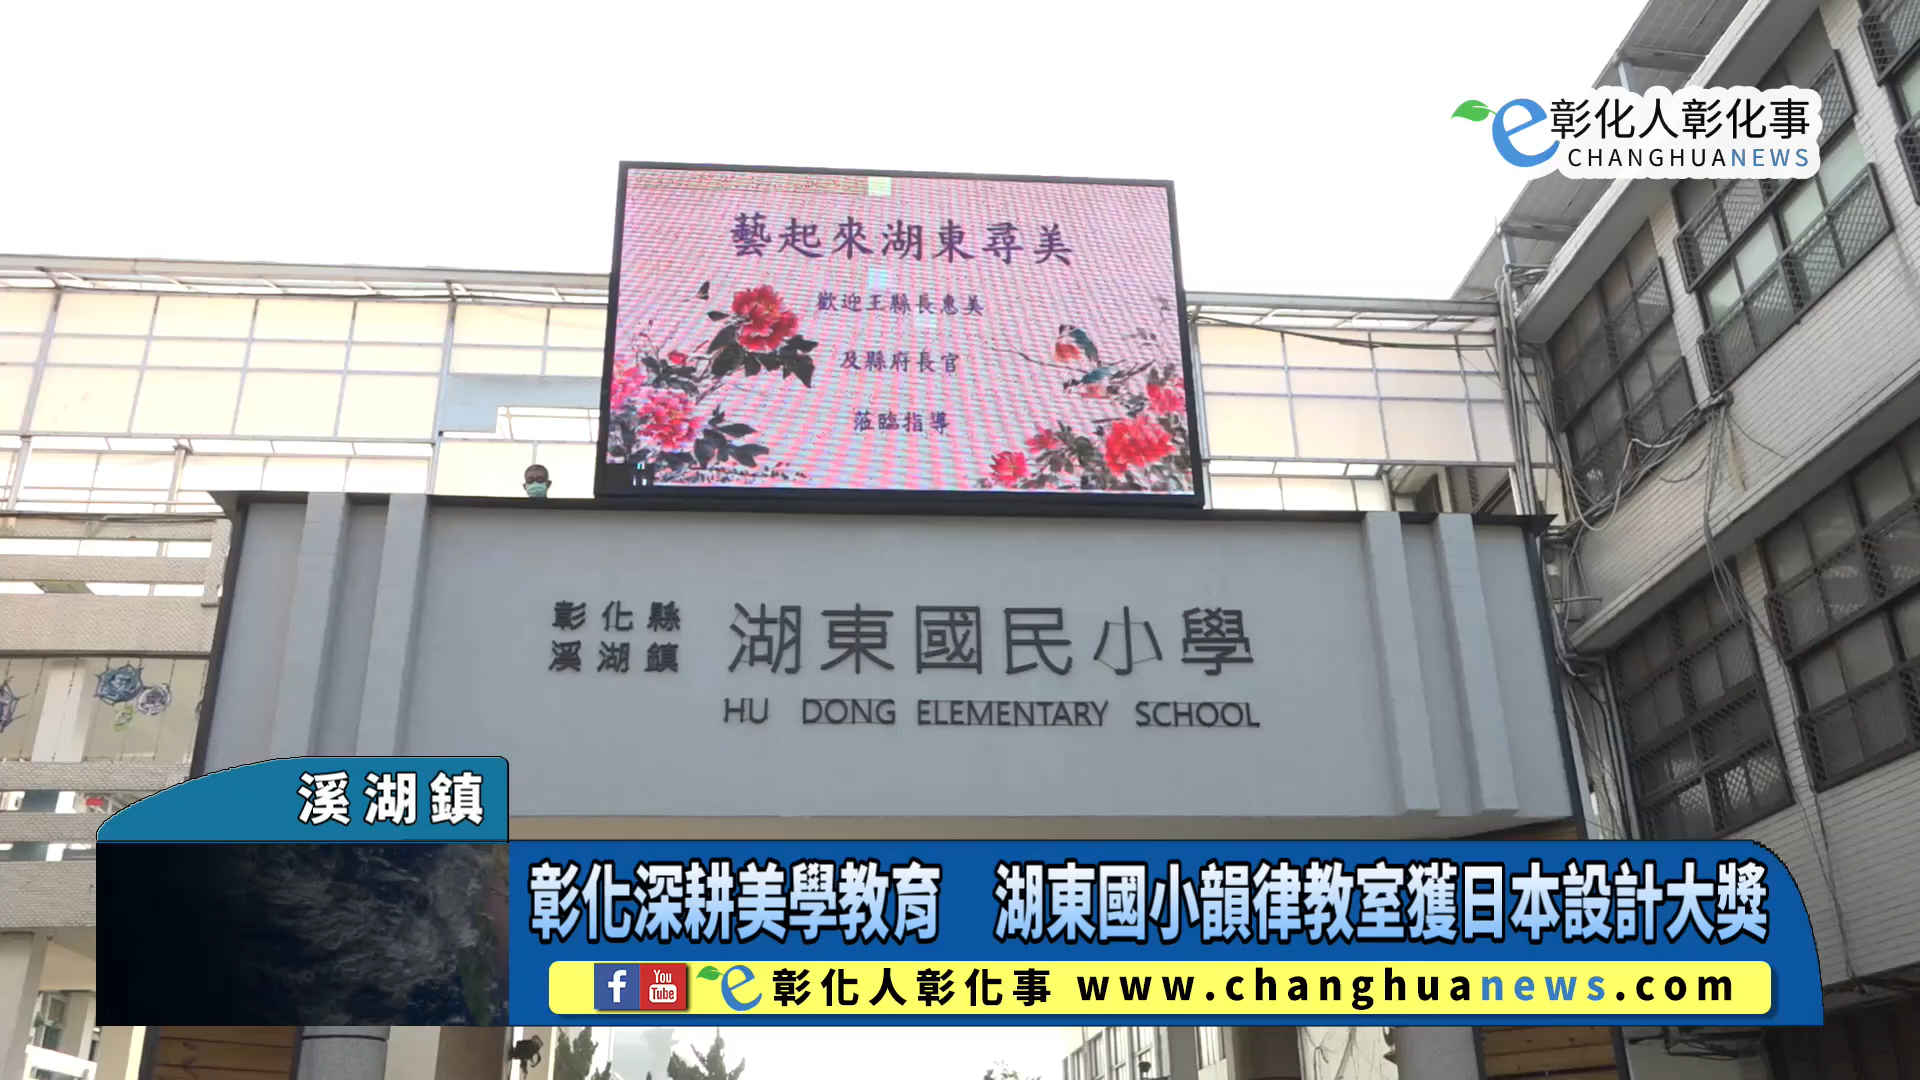 彰化人彰化事
CHANGHUANEWS
藝起來湖東尋美
歡迎王縣長惠美
及縣府長官
蒞臨指導
彰化縣
溪湖鎮
湖東國民小學
HU DONG ELEMENTARY SCHOOL
溪湖鎮
彰化深耕美學教育 湖東國小韻律教室獲日本設計大獎
f You Tube e 彰化人彰化事 www.changhuanews.com